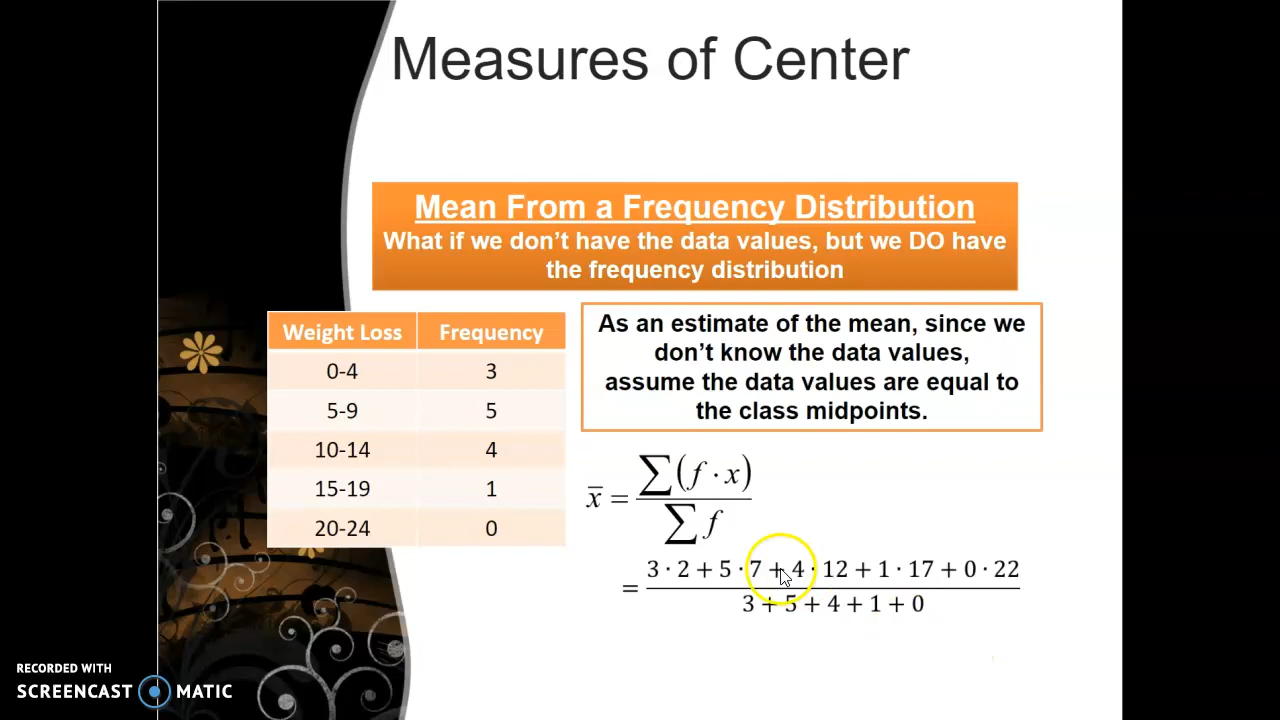 Measures of Center
Mean From a Frequency Distribution
What if we don't have the data values, but we DO have
the frequency distribution
Weight Loss Frequency
0-4 3
5-9 5
10-14 4
15-19 1
20-24 0
As an estimate of the mean, since we
don't know the data values,
assume the data values are equal to
the class midpoints.
x̄ = ∑(f · x) / ∑f
= 3 · 2 + 5 · 7 + 4 · 12 + 1 · 17 + 0 · 22 / 3 + 5 + 4 + 1 + 0
RECORDED WITH
SCREENCAST MATIC